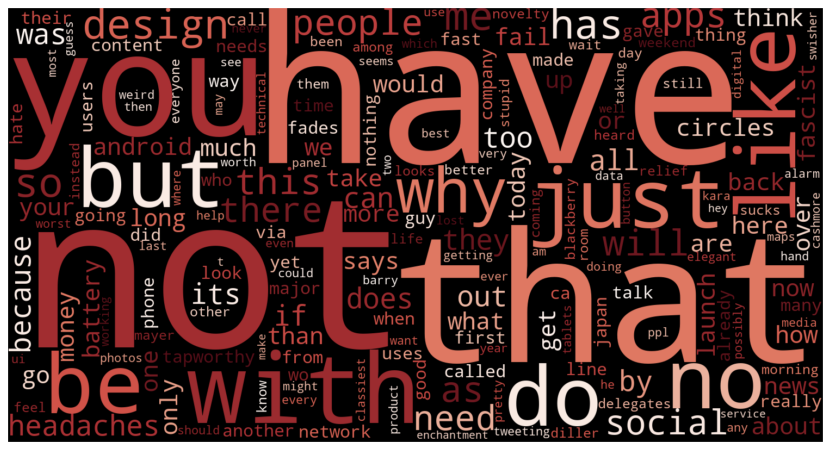 you
have
not
that
with
but
do
no
be
like
just
why
will
design
people
me
has
apps
think
was
their
call
use
novelty
content
needs
never
guess
been
among
which
fast
fail
wait
gave
weekend
thing
swisher
most
see
seems
company
made
up
day
taking
still
digital
or
fascist
hate
users
weird
then
everyone
way
may
technical
them
time
fades
we
would
nothing
stupid
best
well
heard
circles
android
much
worth
panel
two
too
very
better
looks
all
data
relief
alarm
so
instead
where
who
this
take
can
more
guy
today
back
kara
hey
sucks
over
cashmore
your
worst
going
long
help
there
life
lost
they
coming
blackberry
room
button
are
here
maps
elegant
hand
did
last
via
even
because
battery
working
phone
t
look
its
other
yet
could
major
says
barry
does
getting
am
ever
doing
out
what
first
year
get
ca
talk
tablets
japan
ppl
launch
already
possibly
now
many
media
how
money
mayer
if
than
when
want
uses
good
called
go
ui
photos
one
tapworthy
from
make
wo
might
every
know
classiest
product
as
need
pretty
line
he
by
delegates
morning
news
really
feel
headaches
only
should
another
network
enchantment
tweeting
diller
social
service
any
about